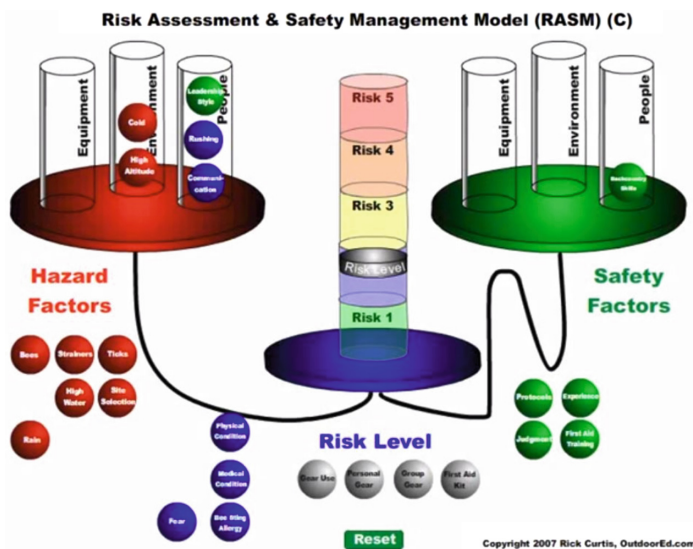 Risk Assessment & Safety Management Model (RASM) (C)
Equipment
Environment
People
Cold
High
Altitude
Leadership
Style
Rushing
Communi-
cation
Risk 5
Risk 4
Risk 3
Risk Level
Risk 1
Equipment
Environment
People
Backcountry
Skills
Hazard
Factors
Safety
Factors
Bees
Strainers
Ticks
High
Water
Site
Selection
Rain
Physical
Condition
Medical
Condition
Fear
Bee Sting
Allergy
Risk Level
Gear Use
Personal
Gear
Group
Gear
First Aid
Kit
Protocols
Experience
Judgment
First Aid
Training
Reset
Copyright 2007 Rick Curtis, OutdoorEd.com